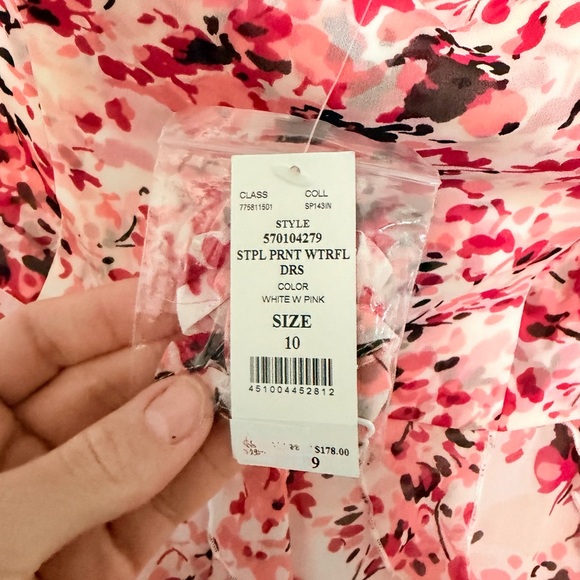 CLASS COLL
775811501 SP143IN
STYLE
570104279
STPL PRNT WTRFL
DRS
COLOR
WHITE W PINK
SIZE
10
451004452812
$178.00
9